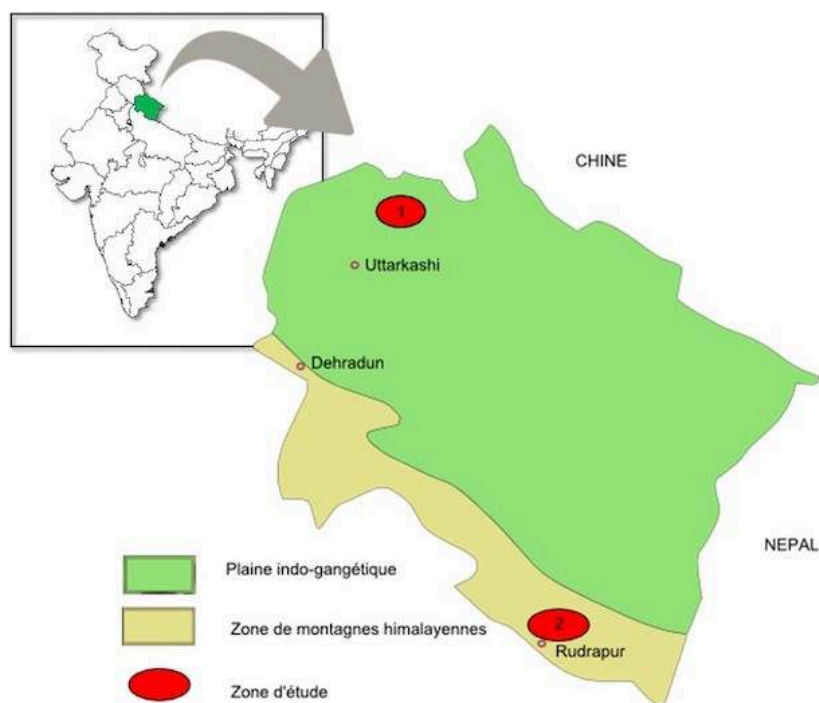 CHINE
1
Uttarkashi
Dehradun
NEPAL
Plaine indo-gangétique
Zone de montagnes himalayennes
2
Rudrapur
Zone d'étude